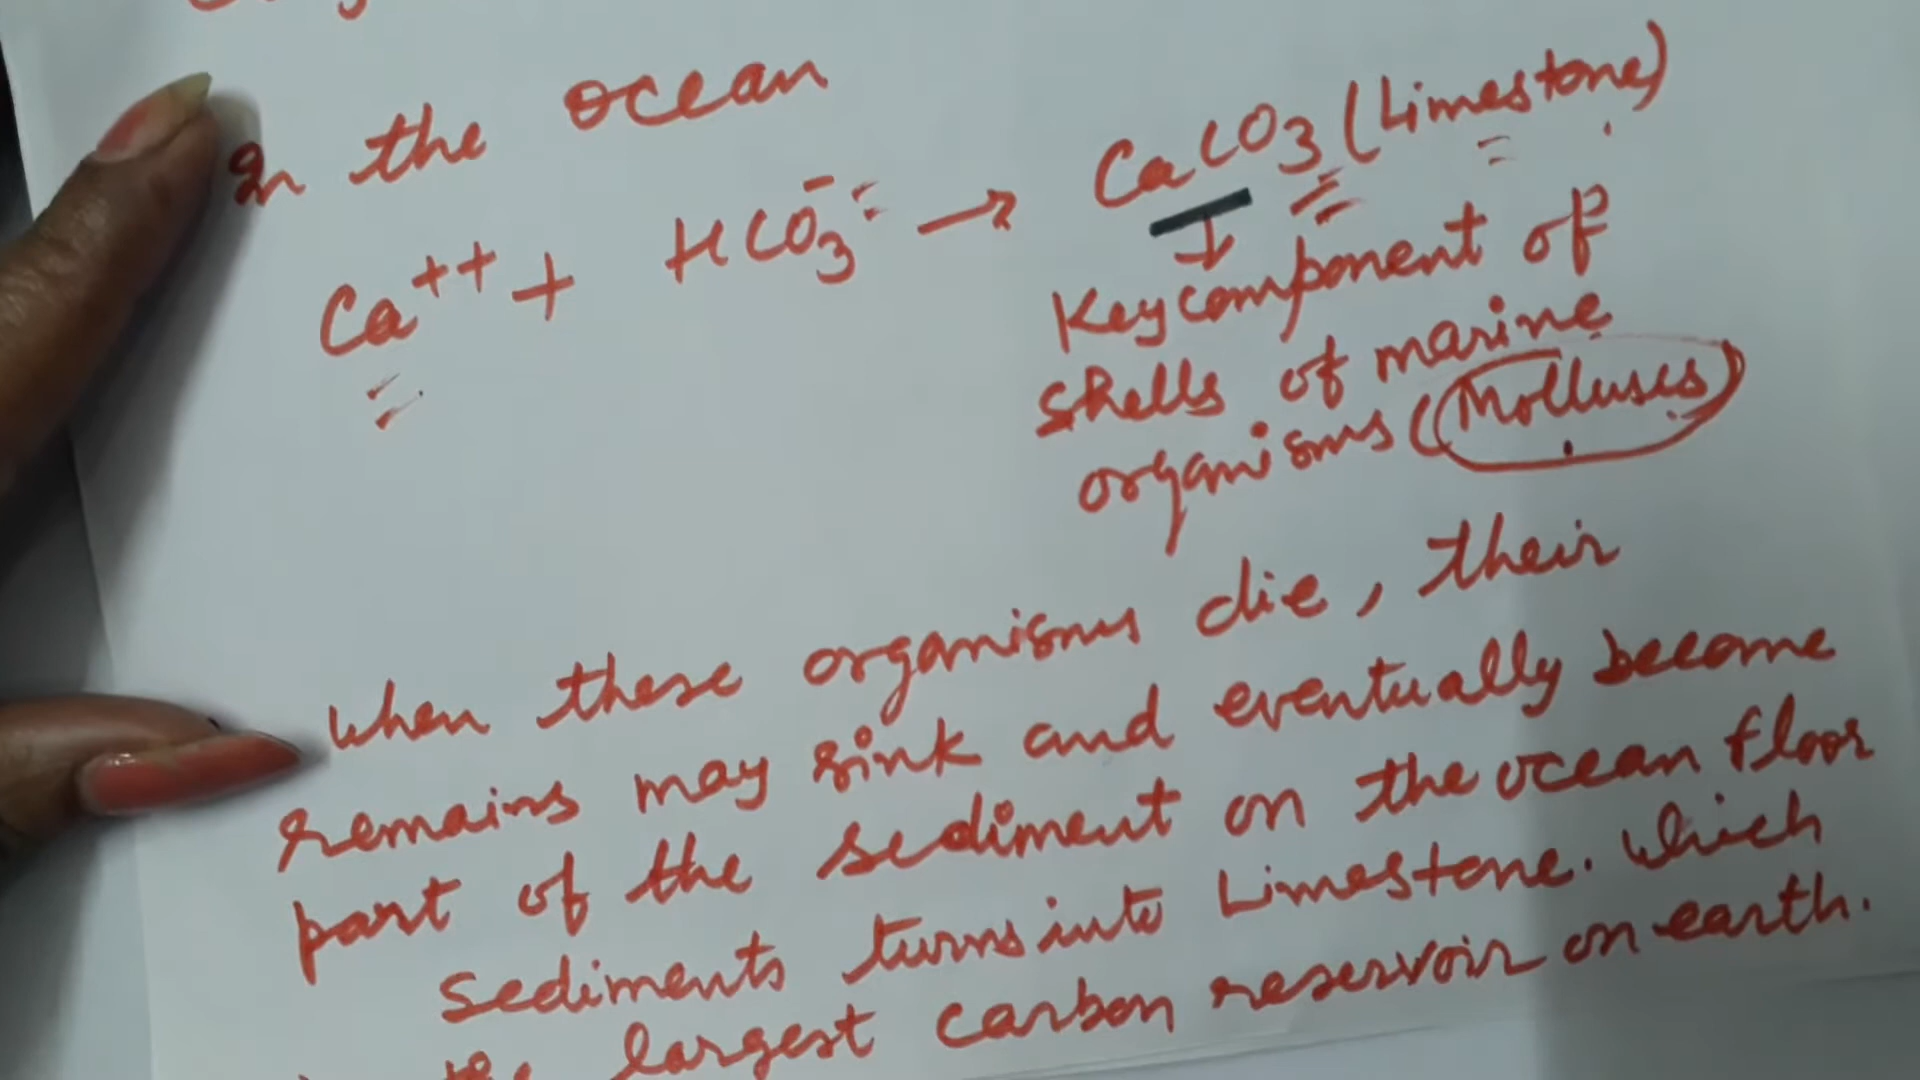 In the ocean
Ca++ + HCO3- → CaCO3 (Limestone)
Key component of
shells of marine
organisms (Molluscs)
When these organisms die, their
remains may sink and eventually become
part of the sediment on the ocean floor
Sediments turns into Limestone. Which
the largest carbon reservoir on earth.